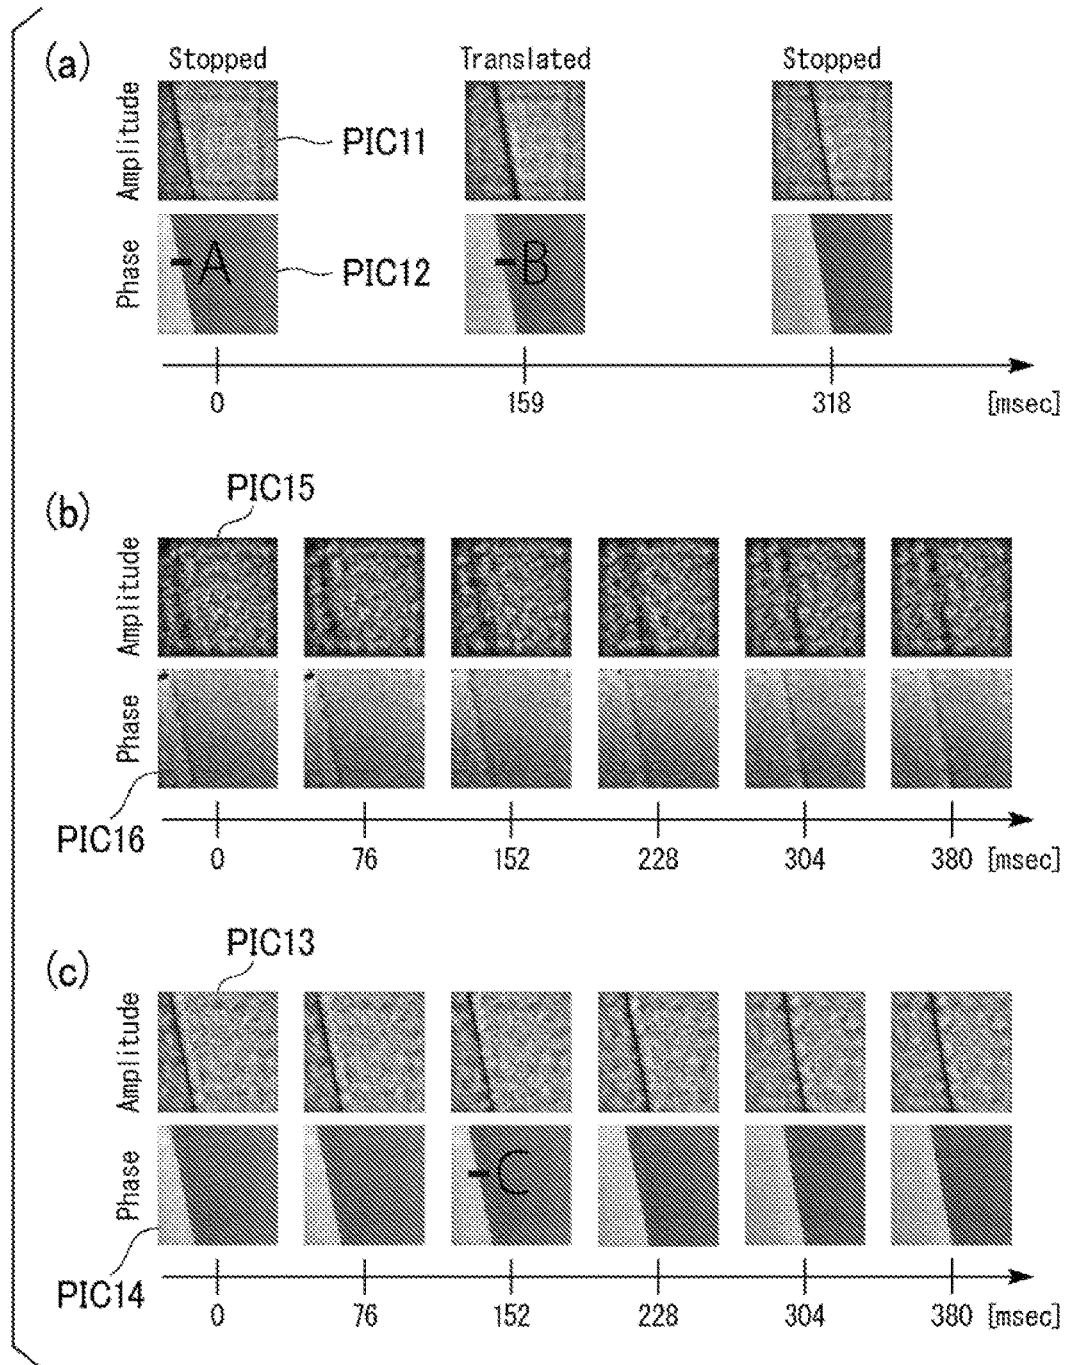 (a)
Stopped Translated Stopped
Amplitude
PIC11
Phase
A B
PIC12
0 159 318 [msec]
(b)
PIC15
Amplitude
Phase
PIC16
0 76 152 228 304 380 [msec]
(c)
PIC13
Amplitude
Phase
C
PIC14
0 76 152 228 304 380 [msec]